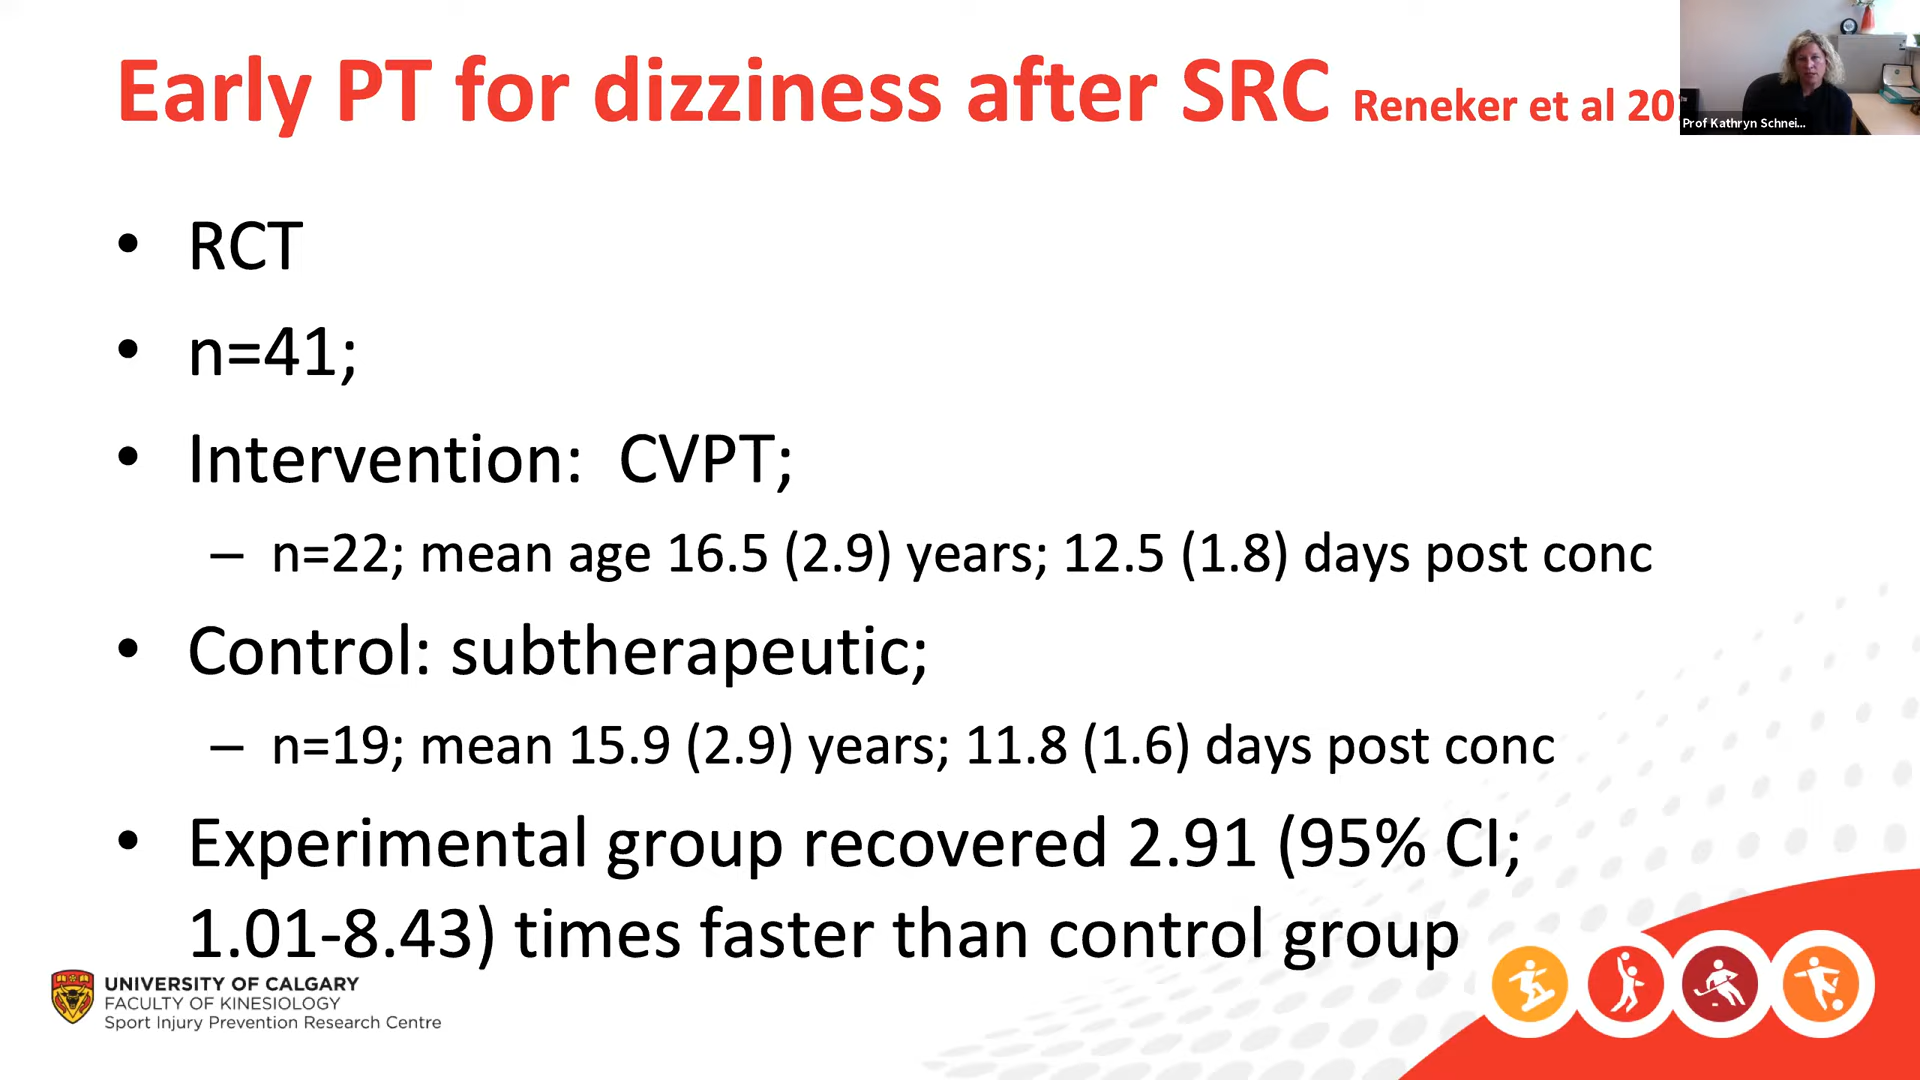 Early PT for dizziness after SRC Reneker et al
Prof Kathryn Schnei...
• RCT
• n=41;
• Intervention: CVPT;
– n=22; mean age 16.5 (2.9) years; 12.5 (1.8) days post conc
• Control: subtherapeutic;
– n=19; mean 15.9 (2.9) years; 11.8 (1.6) days post conc
• Experimental group recovered 2.91 (95% CI;
1.01-8.43) times faster than control group
UNIVERSITY OF CALGARY
FACULTY OF KINESIOLOGY
Sport Injury Prevention Research Centre